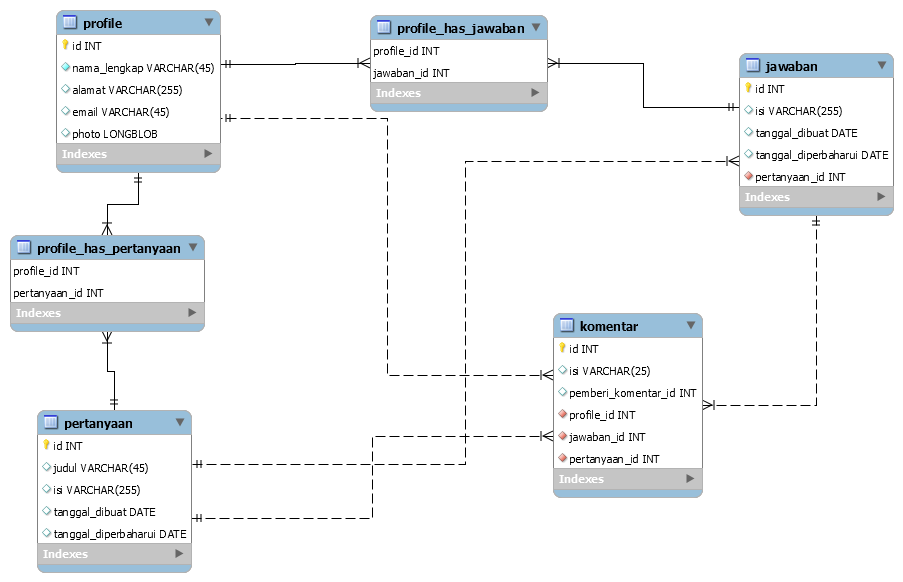 profile
id INT
nama_lengkap VARCHAR(45)
alamat VARCHAR(255)
email VARCHAR(45)
photo LONGBLOB
Indexes
profile_has_jawaban
profile_id INT
jawaban_id INT
Indexes
jawaban
id INT
isi VARCHAR(255)
tanggal_dibuat DATE
tanggal_diperbaharui DATE
pertanyaan_id INT
Indexes
profile_has_pertanyaan
profile_id INT
pertanyaan_id INT
Indexes
komentar
id INT
isi VARCHAR(25)
pemberi_komentar_id INT
profile_id INT
jawaban_id INT
pertanyaan_id INT
Indexes
pertanyaan
id INT
judul VARCHAR(45)
isi VARCHAR(255)
tanggal_dibuat DATE
tanggal_diperbaharui DATE
Indexes